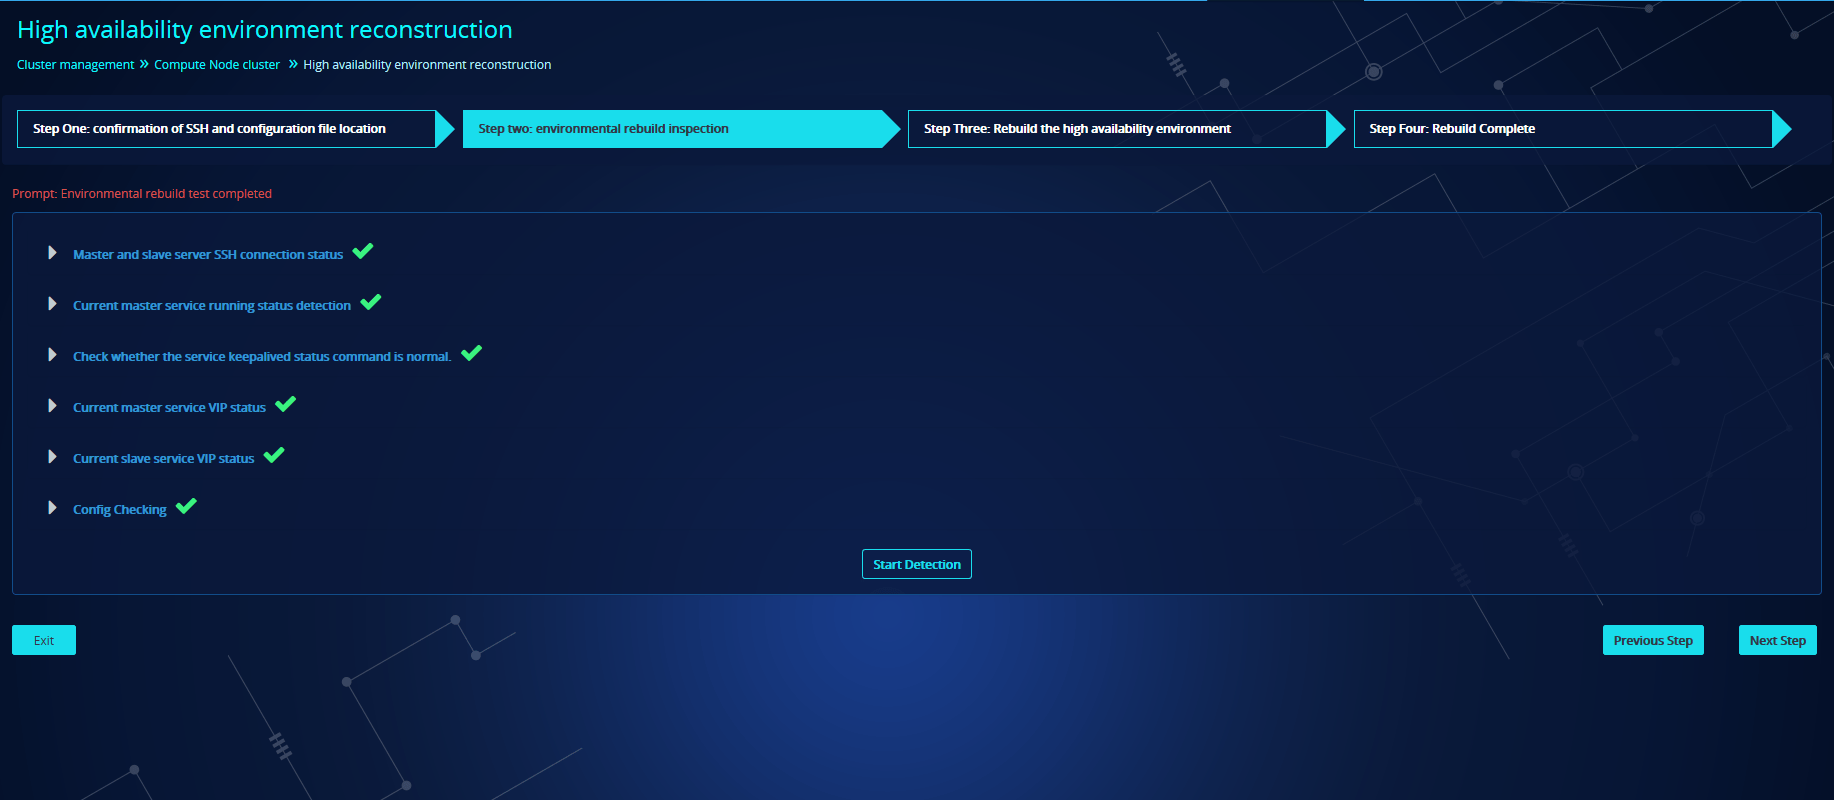 High availability environment reconstruction
Cluster management » Compute Node cluster » High availability environment reconstruction
Step One: confirmation of SSH and configuration file location
Step two: environmental rebuild inspection
Step Three: Rebuild the high availability environment
Step Four: Rebuild Complete
Prompt: Environmental rebuild test completed
Master and slave server SSH connection status
Current master service running status detection
Check whether the service keepalived status command is normal.
Current master service VIP status
Current slave service VIP status
Config Checking
Start Detection
Exit
Previous Step
Next Step